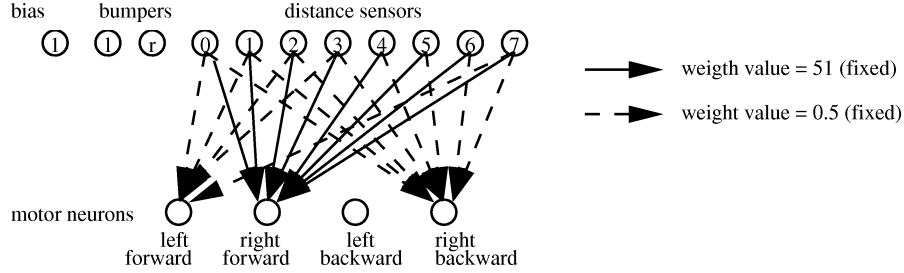 bias bumpers distance sensors
1 1 r 0 1 2 3 4 5 6 7
weigth value = 51 (fixed)
weight value = 0.5 (fixed)
motor neurons
left right left right
forward forward backward backward